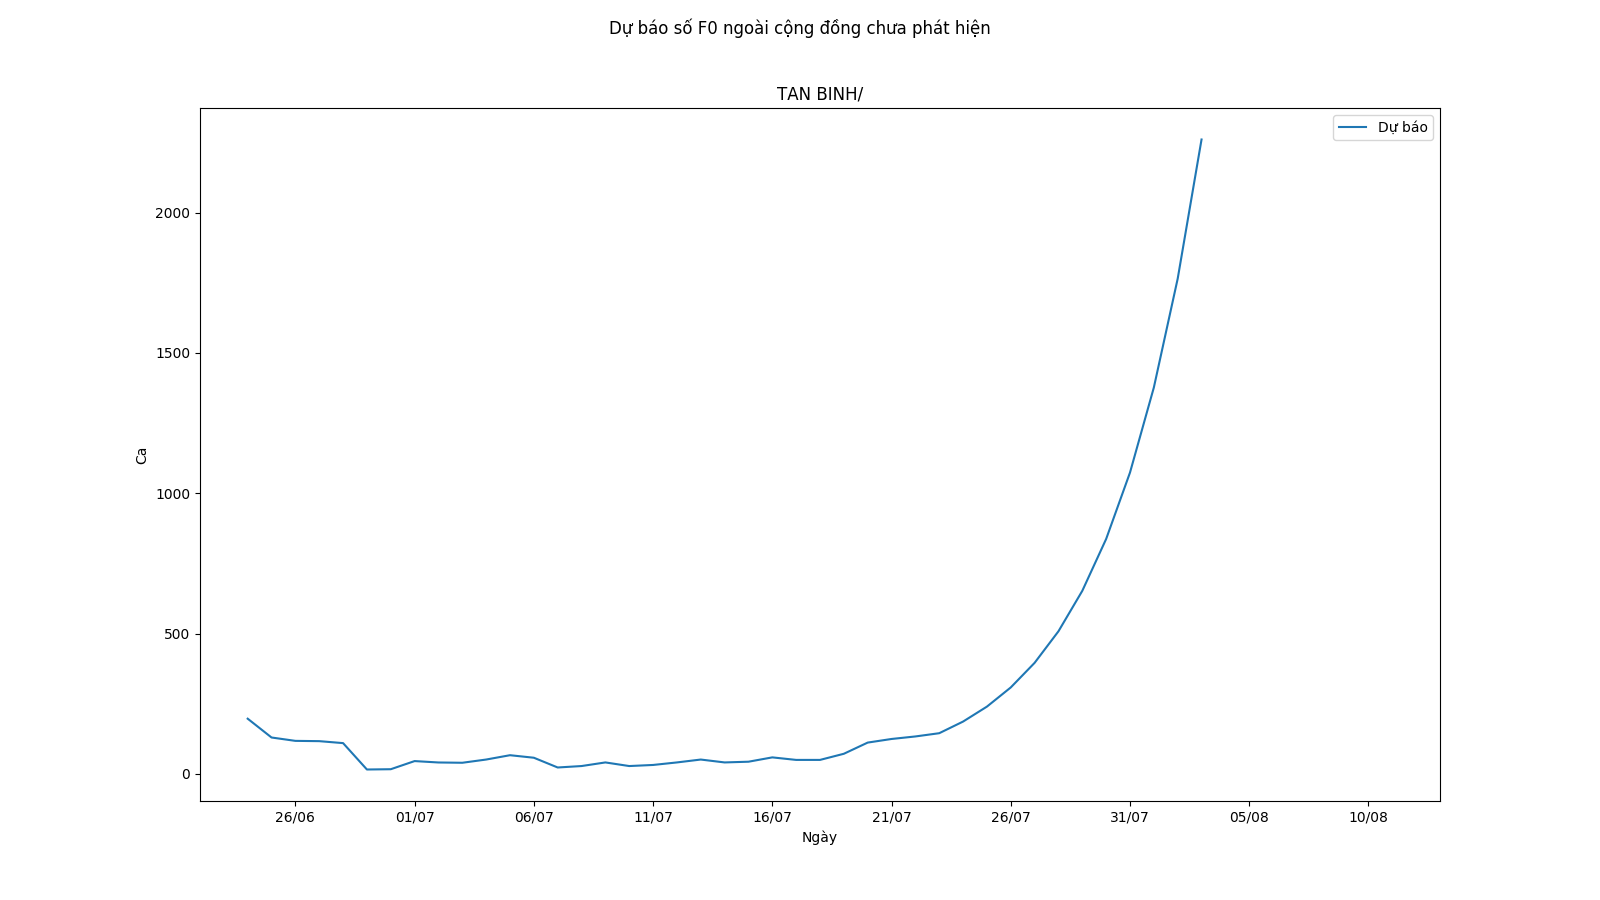 Dự báo số F0 ngoài cộng đồng chưa phát hiện
TAN BINH/
Dự báo
2000
1500
1000
500
0
Ca
26/06 01/07 06/07 11/07 16/07 21/07 26/07 31/07 05/08 10/08
Ngày